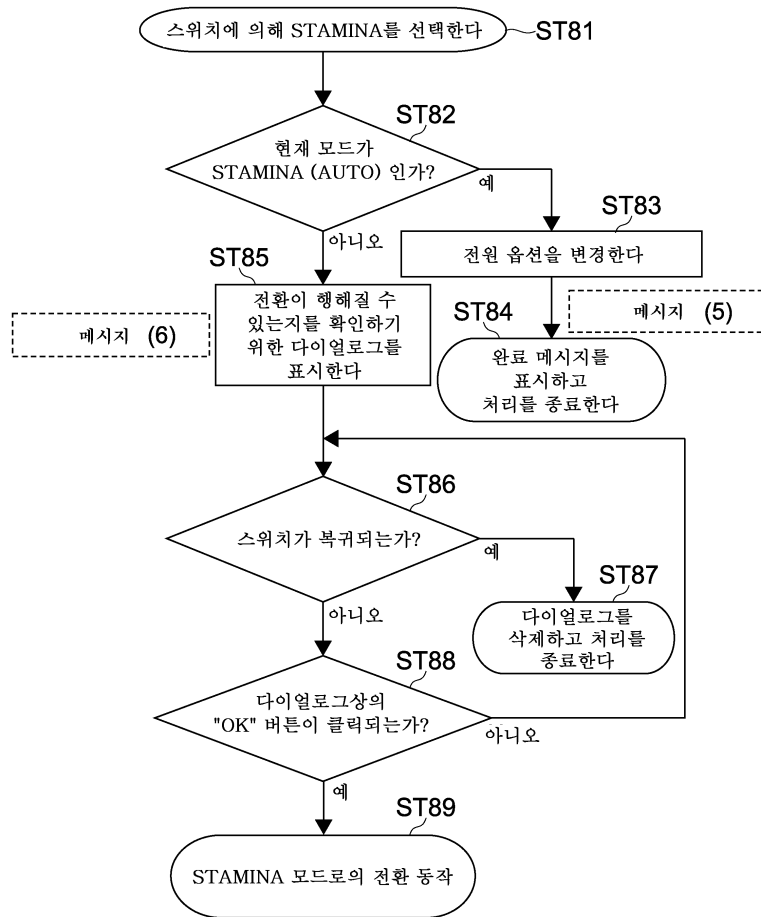 스위치에 의해 STAMINA를 선택한다
ST81
ST82
현재 모드가
STAMINA (AUTO) 인가?
예
아니오
ST83
전원 옵션을 변경한다
ST85
전환이 행해질 수
있는지를 확인하기
위한 다이얼로그를
표시한다
메시지 (6)
메시지 (5)
ST84
완료 메시지를
표시하고
처리를 종료한다
ST86
스위치가 복귀되는가?
예
아니오
ST87
다이얼로그를
삭제하고 처리를
종료한다
ST88
다이얼로그상의
"OK" 버튼이 클릭되는가?
아니오
예
ST89
STAMINA 모드로의 전환 동작